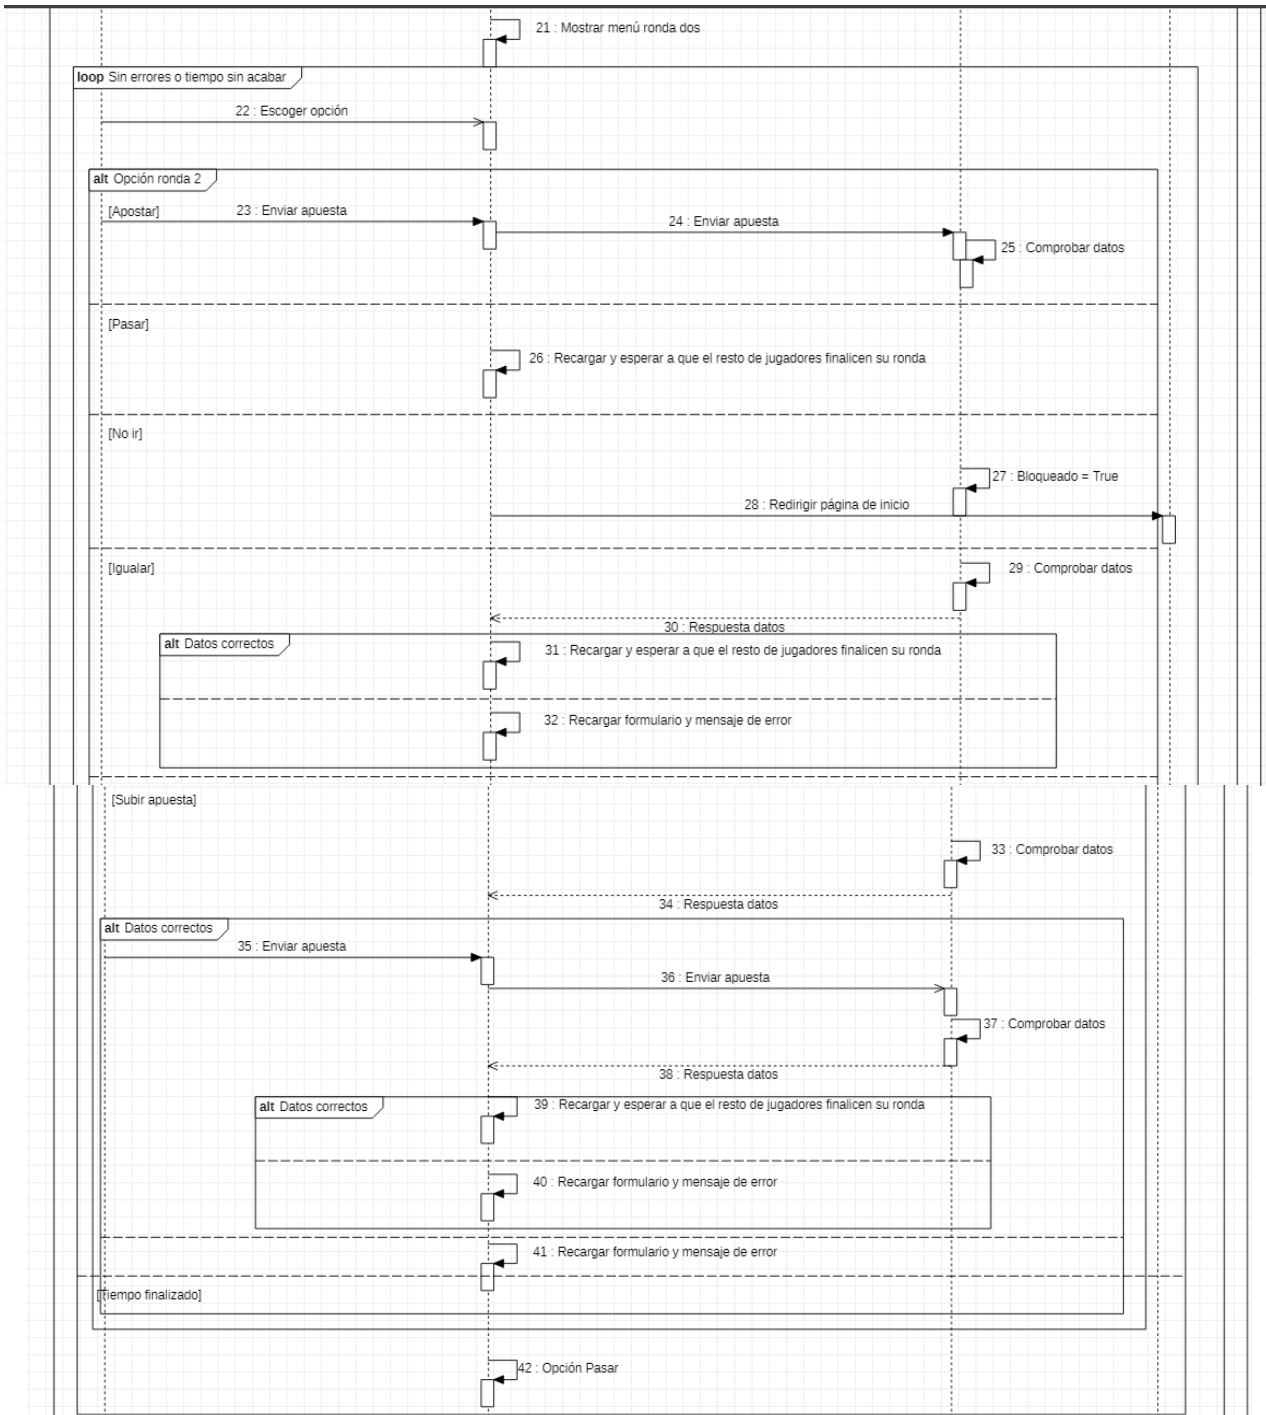 21 : Mostrar menú ronda dos
loop Sin errores o tiempo sin acabar
22 : Escoger opción
alt Opción ronda 2
[Apostar]
23 : Enviar apuesta
24 : Enviar apuesta
25 : Comprobar datos
[Pasar]
26 : Recargar y esperar a que el resto de jugadores finalicen su ronda
[No ir]
27 : Bloqueado = True
28 : Redirigir página de inicio
[Igualar]
29 : Comprobar datos
30 : Respuesta datos
alt Datos correctos
31 : Recargar y esperar a que el resto de jugadores finalicen su ronda
32 : Recargar formulario y mensaje de error
[Subir apuesta]
33 : Comprobar datos
34 : Respuesta datos
alt Datos correctos
35 : Enviar apuesta
36 : Enviar apuesta
37 : Comprobar datos
38 : Respuesta datos
alt Datos correctos
39 : Recargar y esperar a que el resto de jugadores finalicen su ronda
40 : Recargar formulario y mensaje de error
41 : Recargar formulario y mensaje de error
[Tiempo finalizado]
42 : Opción Pasar